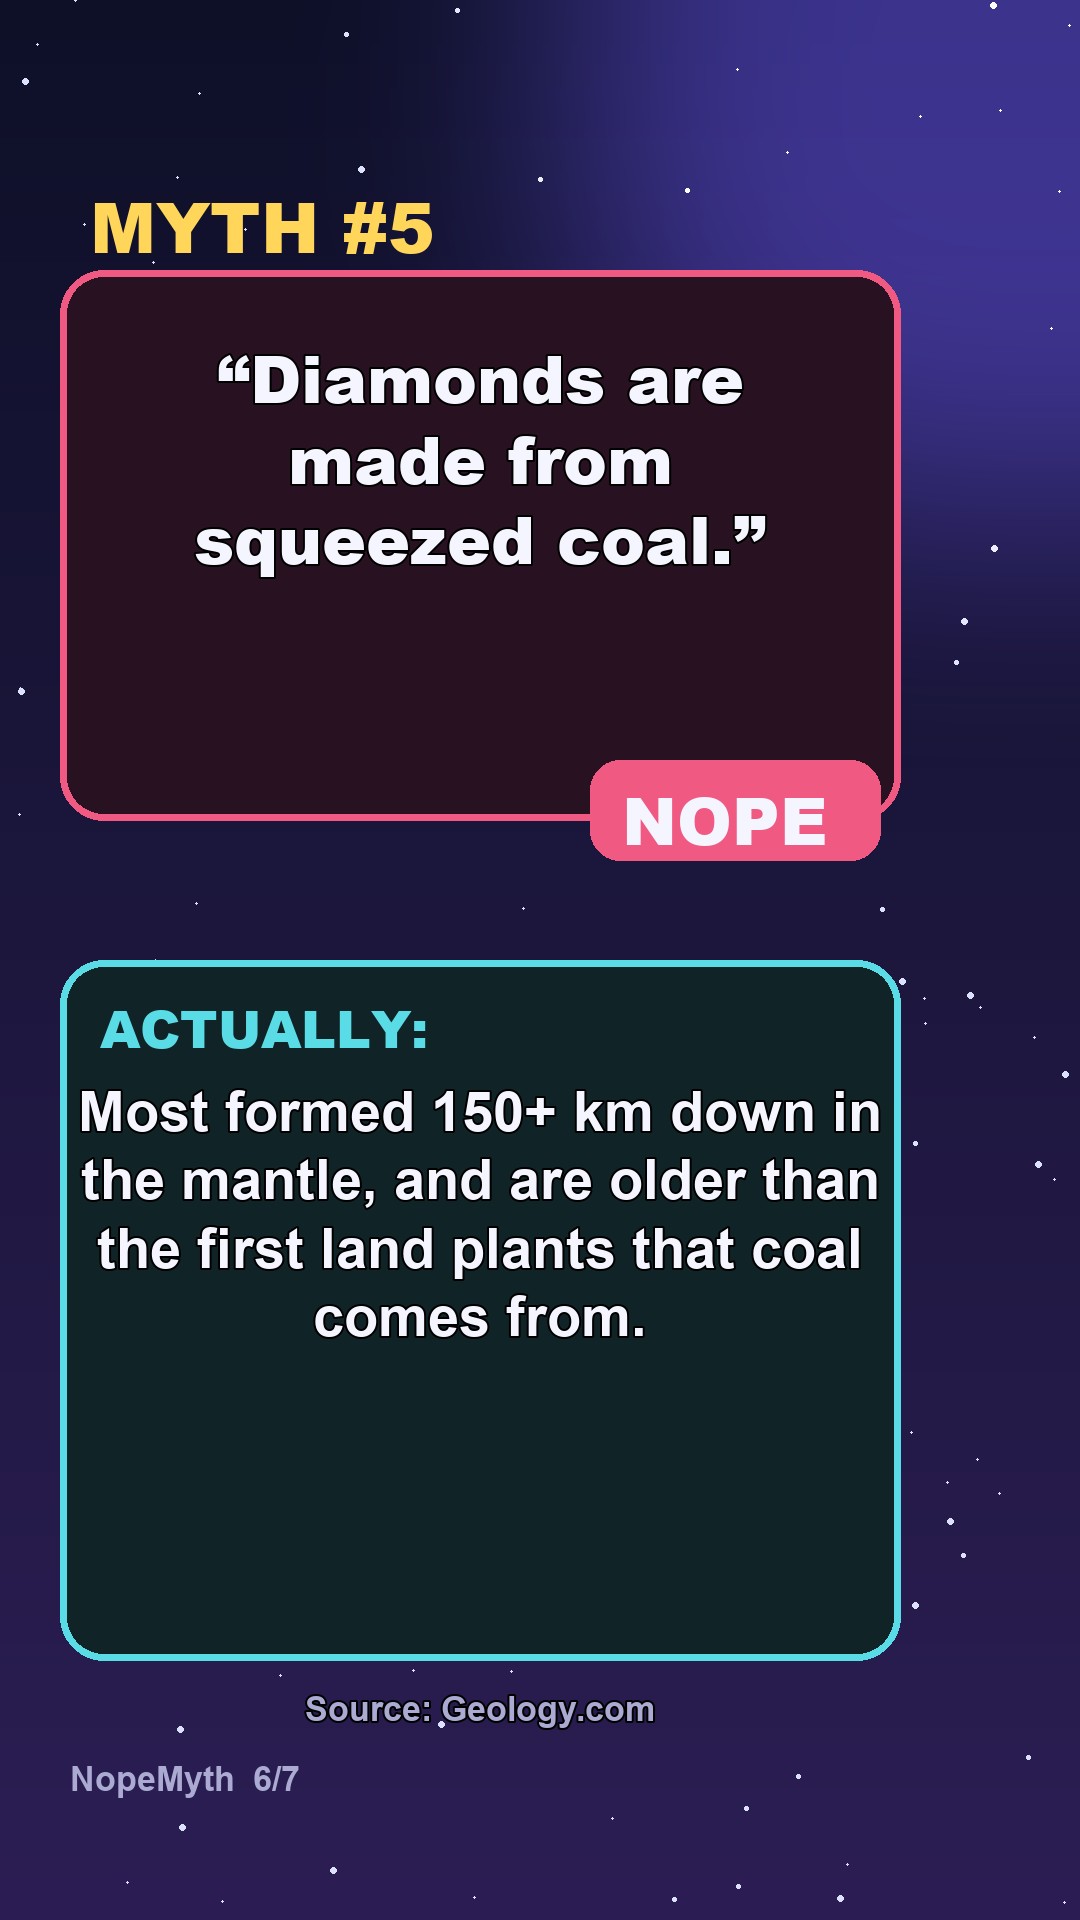 MYTH #5
“Diamonds are
made from
squeezed coal.”
NOPE
ACTUALLY:
Most formed 150+ km down in
the mantle, and are older than
the first land plants that coal
comes from.
Source: Geology.com
NopeMyth 6/7